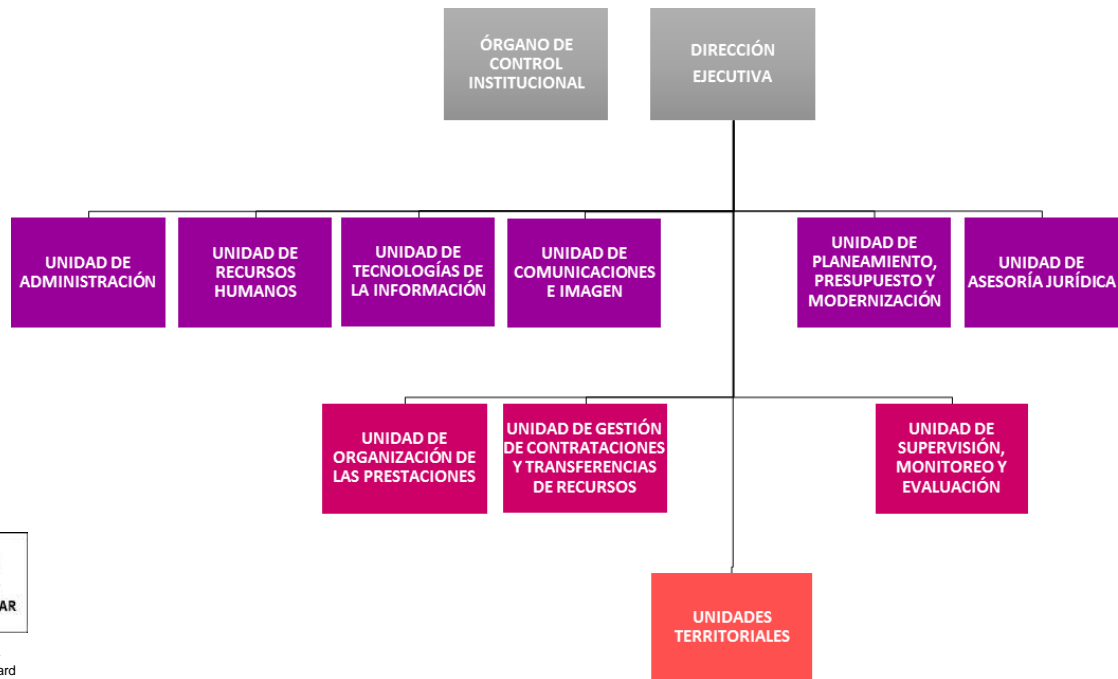 ÓRGANO DE
CONTROL
INSTITUCIONAL
DIRECCIÓN
EJECUTIVA
UNIDAD DE
ADMINISTRACIÓN
UNIDAD DE
RECURSOS
HUMANOS
UNIDAD DE
TECNOLOGÍAS DE
LA INFORMACIÓN
UNIDAD DE
COMUNICACIONES
E IMAGEN
UNIDAD DE
PLANEAMIENTO,
PRESUPUESTO Y
MODERNIZACIÓN
UNIDAD DE
ASESORÍA JURÍDICA
UNIDAD DE
ORGANIZACIÓN DE
LAS PRESTACIONES
UNIDAD DE GESTIÓN
DE CONTRATACIONES
Y TRANSFERENCIAS
DE RECURSOS
UNIDAD DE
SUPERVISIÓN,
MONITOREO Y
EVALUACIÓN
UNIDADES
TERRITORIALES